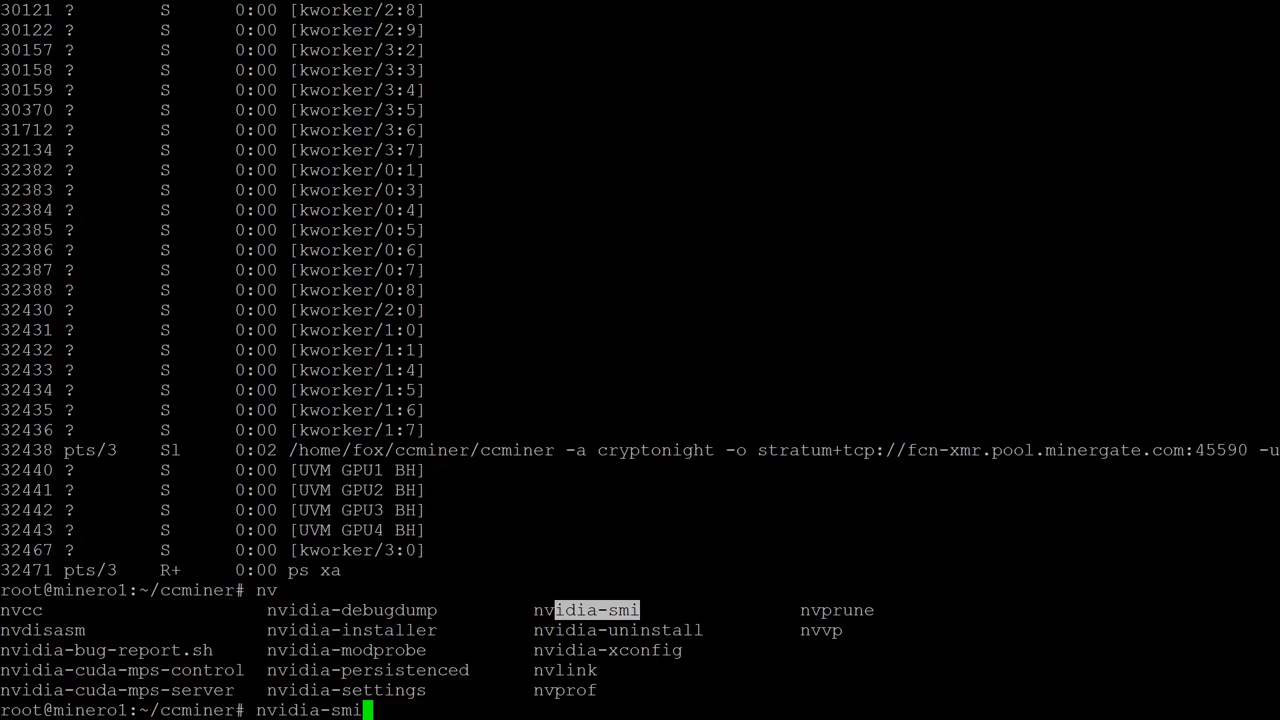 30121 ?        S      0:00 [kworker/2:8]
30122 ?        S      0:00 [kworker/2:9]
30157 ?        S      0:00 [kworker/3:2]
30158 ?        S      0:00 [kworker/3:3]
30159 ?        S      0:00 [kworker/3:4]
30370 ?        S      0:00 [kworker/3:5]
31712 ?        S      0:00 [kworker/3:6]
32134 ?        S      0:00 [kworker/3:7]
32382 ?        S      0:00 [kworker/0:1]
32383 ?        S      0:00 [kworker/0:3]
32384 ?        S      0:00 [kworker/0:4]
32385 ?        S      0:00 [kworker/0:5]
32386 ?        S      0:00 [kworker/0:6]
32387 ?        S      0:00 [kworker/0:7]
32388 ?        S      0:00 [kworker/0:8]
32430 ?        S      0:00 [kworker/2:0]
32431 ?        S      0:00 [kworker/1:0]
32432 ?        S      0:00 [kworker/1:1]
32433 ?        S      0:00 [kworker/1:4]
32434 ?        S      0:00 [kworker/1:5]
32435 ?        S      0:00 [kworker/1:6]
32436 ?        S      0:00 [kworker/1:7]
32438 pts/3    Sl     0:02 /home/fox/ccminer/ccminer -a cryptonight -o stratum+tcp://fcn-xmr.pool.minergate.com:45590 -u
32440 ?        S      0:00 [UVM GPU1 BH]
32441 ?        S      0:00 [UVM GPU2 BH]
32442 ?        S      0:00 [UVM GPU3 BH]
32443 ?        S      0:00 [UVM GPU4 BH]
32467 ?        S      0:00 [kworker/3:0]
32471 pts/3    R+     0:00 ps xa
root@minero1:~/ccminer# nv
nvcc                     nvidia-debugdump         nvidia-smi               nvprune
nvdisasm                 nvidia-installer         nvidia-uninstall         nvvp
nvidia-bug-report.sh     nvidia-modprobe          nvidia-xconfig
nvidia-cuda-mps-control  nvidia-persistenced      nvlink
nvidia-cuda-mps-server   nvidia-settings          nvprof
root@minero1:~/ccminer# nvidia-smi